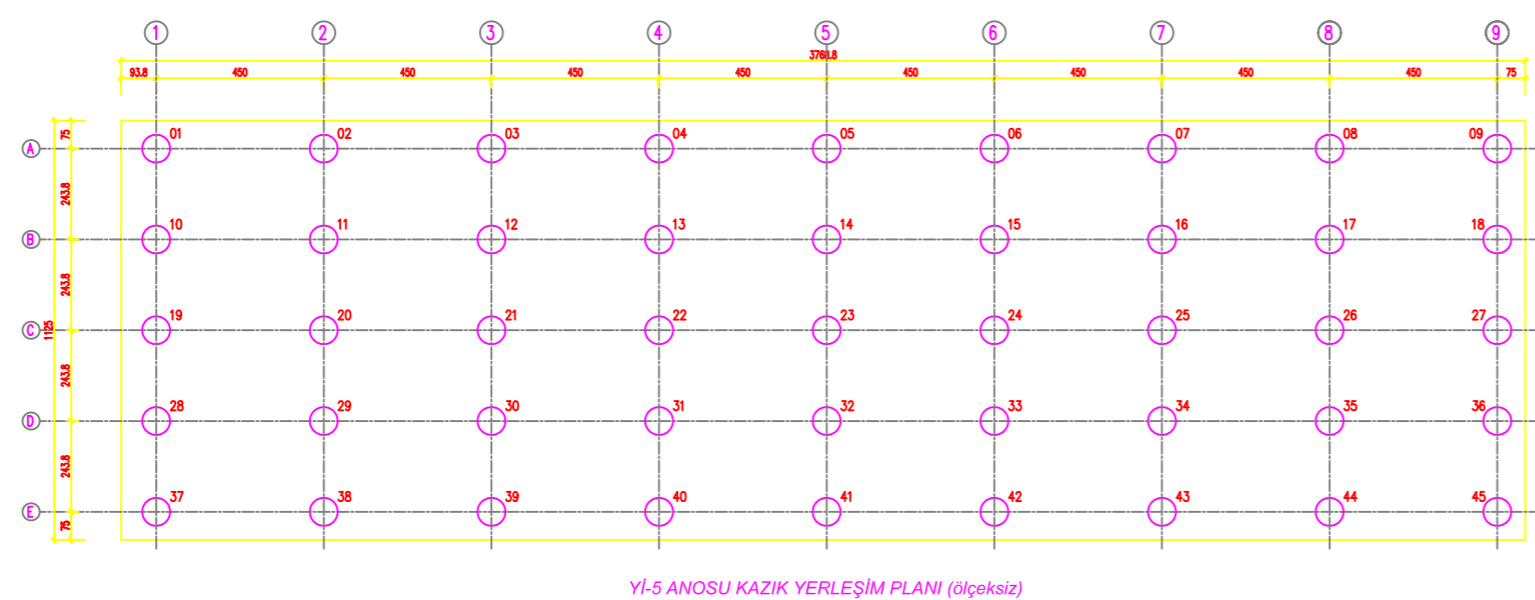 1 2 3 4 5 6 7 8 9
3768.8
93.8 450 450 450 450 450 450 450 450 75
75
A 01 02 03 04 05 06 07 08 09
243.8
B 10 11 12 13 14 15 16 17 18
243.8
C 19 20 21 22 23 24 25 26 27
1125
243.8
D 28 29 30 31 32 33 34 35 36
243.8
E 37 38 39 40 41 42 43 44 45
75
Yİ-5 ANOSU KAZIK YERLEŞİM PLANI (ölçeksiz)